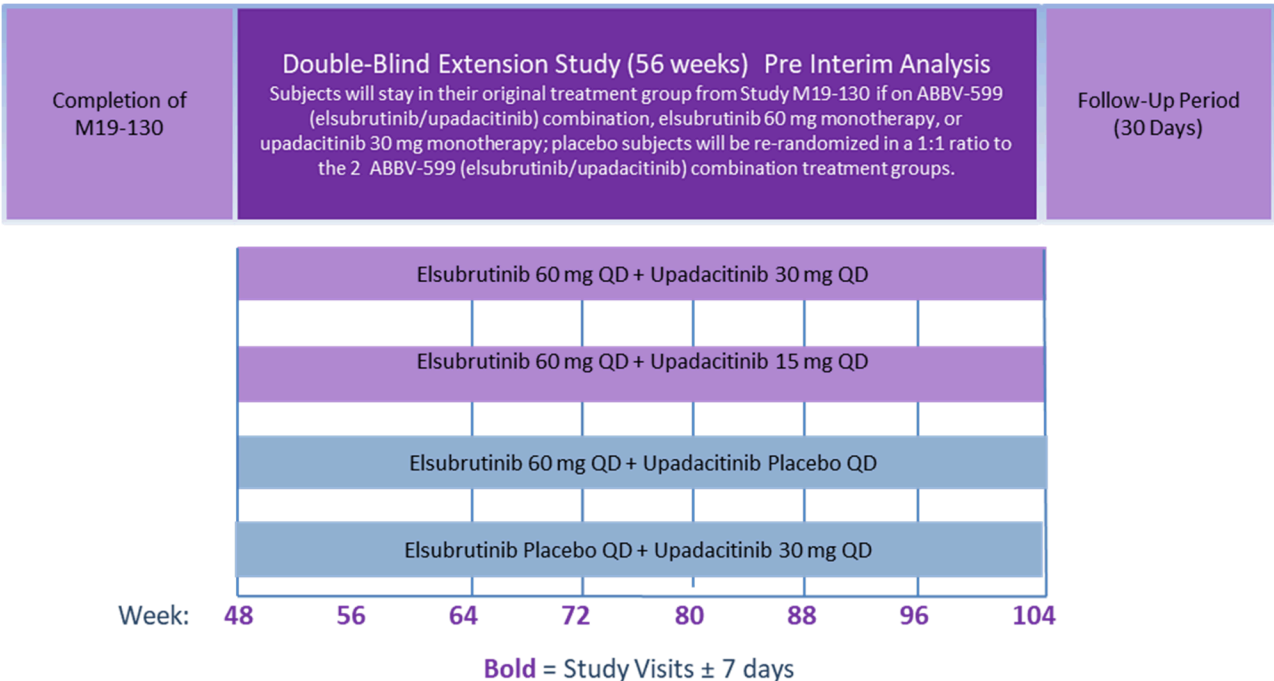 Completion of
M19-130
Double-Blind Extension Study (56 weeks) Pre Interim Analysis
Subjects will stay in their original treatment group from Study M19-130 if on ABBV-599
(elsubrutinib/upadacitinib) combination, elsubrutinib 60 mg monotherapy, or
upadacitinib 30 mg monotherapy; placebo subjects will be re-randomized in a 1:1 ratio to
the 2 ABBV-599 (elsubrutinib/upadacitinib) combination treatment groups.
Follow-Up Period
(30 Days)
Elsubrutinib 60 mg QD + Upadacitinib 30 mg QD
Elsubrutinib 60 mg QD + Upadacitinib 15 mg QD
Elsubrutinib 60 mg QD + Upadacitinib Placebo QD
Elsubrutinib Placebo QD + Upadacitinib 30 mg QD
Week: 48 56 64 72 80 88 96 104
Bold = Study Visits ± 7 days